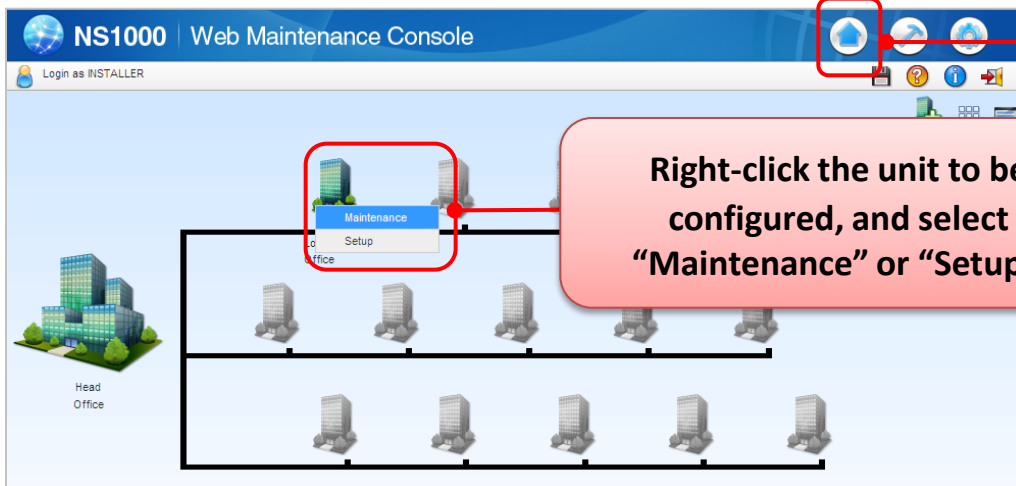 NS1000 Web Maintenance Console
Login as INSTALLER
Right-click the unit to be
configured, and select
“Maintenance” or “Setup
Maintenance
Setup
Office
Head
Office